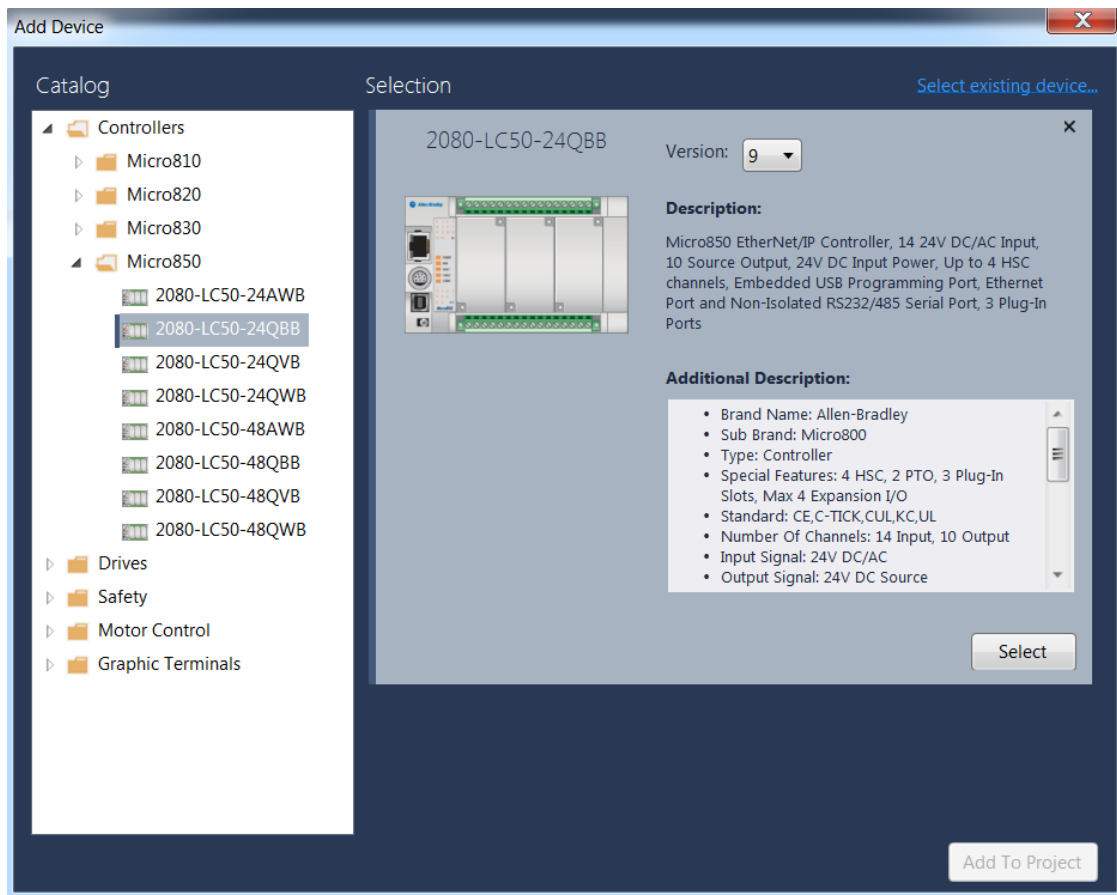 Add Device
Catalog
Selection
Select existing device...
Controllers
Micro810
Micro820
Micro830
Micro850
2080-LC50-24AWB
2080-LC50-24QBB
2080-LC50-24QVB
2080-LC50-24QWB
2080-LC50-48AWB
2080-LC50-48QBB
2080-LC50-48QVB
2080-LC50-48QWB
Drives
Safety
Motor Control
Graphic Terminals
2080-LC50-24QBB
Allen-Bradley
Version: 9
Description:
Micro850 EtherNet/IP Controller, 14 24V DC/AC Input,
10 Source Output, 24V DC Input Power, Up to 4 HSC
channels, Embedded USB Programming Port, Ethernet
Port and Non-Isolated RS232/485 Serial Port, 3 Plug-In
Ports
Additional Description:
• Brand Name: Allen-Bradley
• Sub Brand: Micro800
• Type: Controller
• Special Features: 4 HSC, 2 PTO, 3 Plug-In
Slots, Max 4 Expansion I/O
• Standard: CE,C-TICK,CUL,KC,UL
• Number Of Channels: 14 Input, 10 Output
• Input Signal: 24V DC/AC
• Output Signal: 24V DC Source
Select
Add To Project